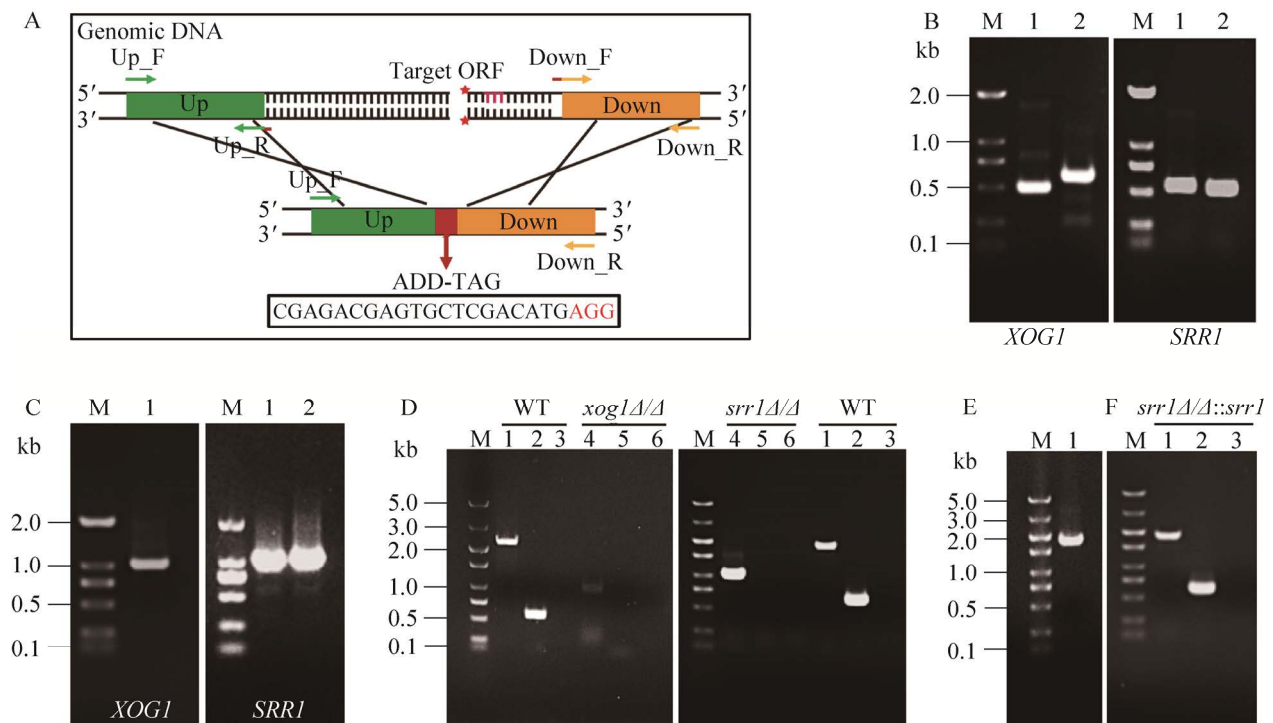 A
Genomic DNA
Up_F
Target ORF
Down_F
5′ Up Down 3′
3′ 5′
Up_R
Down_R
Up_F
5′ Up Down 3′
3′ 5′
Down_R
ADD-TAG
CGAGACGAGTGCTCGACATGAGG
B M 1 2 M 1 2
kb
2.0
1.0
0.5
0.1
XOG1 SRR1
C M 1 M 1 2
kb
2.0
1.0
0.5
0.1
XOG1 SRR1
D WT xog1Δ/Δ srr1Δ/Δ WT
M 1 2 3 4 5 6 M 4 5 6 1 2 3
kb
5.0
3.0
2.0
1.0
0.5
0.1
E F srr1Δ/Δ::srr1
M 1 M 1 2 3
kb
5.0
3.0
2.0
1.0
0.5
0.1